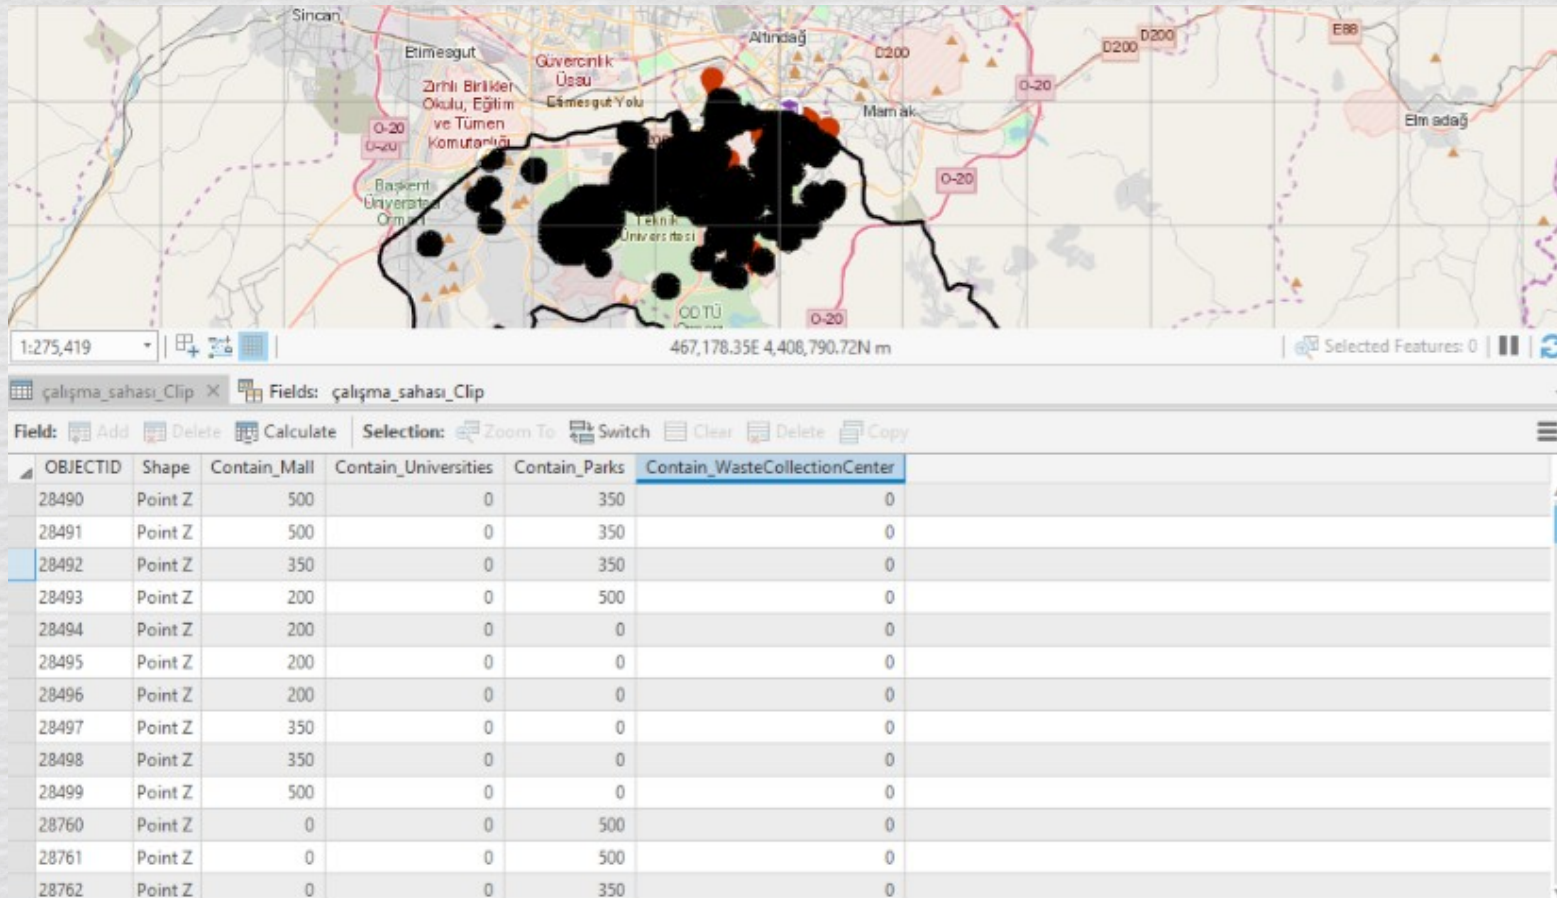 Sincan
Altındağ
E88
D200
D200
D200
Etimesgut
Güvercinlik
Üssü
Zırhlı Birlikler
Okulu, Eğitim
ve Tümen
Komutanlığı
Etimesgut Yolu
O-20
Mamak
Elmadağ
O-20
O-20
O-20
Başkent
Üniversitesi
Ormanı
Teknik
Üniversitesi
ODTÜ
O-20
1:275,419
467,178.35E 4,408,790.72N m
Selected Features: 0
çalışma_sahası_Clip
Fields: çalışma_sahası_Clip
Field: Add Delete Calculate Selection: Zoom To Switch Clear Delete Copy
OBJECTID Shape Contain_Mall Contain_Universities Contain_Parks Contain_WasteCollectionCenter
28490 Point Z 500 0 350 0
28491 Point Z 500 0 350 0
28492 Point Z 350 0 350 0
28493 Point Z 200 0 500 0
28494 Point Z 200 0 0 0
28495 Point Z 200 0 0 0
28496 Point Z 200 0 0 0
28497 Point Z 350 0 0 0
28498 Point Z 350 0 0 0
28499 Point Z 500 0 0 0
28760 Point Z 0 0 500 0
28761 Point Z 0 0 500 0
28762 Point Z 0 0 350 0